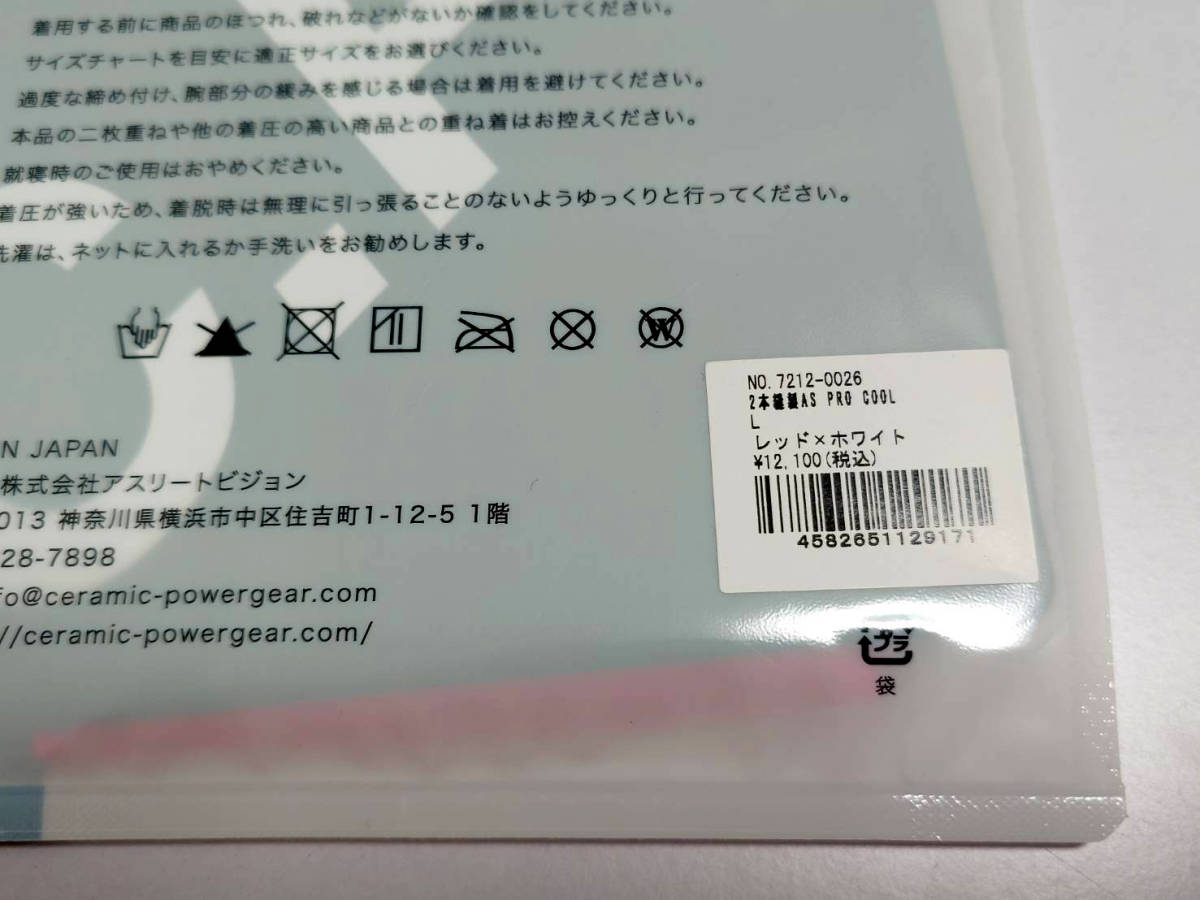 着用する前に商品のほつれ、破れなどがないか確認をしてください。
サイズチャートを目安に適正サイズをお選びください。
過度な締め付け、腕部分の緩みを感じる場合は着用を避けてください。
本品の二枚重ねや他の着圧の高い商品との重ね着はお控えください。
就寝時のご使用はおやめください。
着圧が強いため、着脱時は無理に引っ張ることのないようゆっくりと行ってください。
洗濯は、ネットに入れるか手洗いをお勧めします。
W
N JAPAN
株式会社アスリートビジョン
013 神奈川県横浜市中区住吉町1-12-5 1階
28-7898
fo@ceramic-powergear.com
//ceramic-powergear.com/
NO.7212-0026
2本縫製AS PRO COOL
L
レッド×ホワイト
¥12,100(税込)
4582651129171
プラ
袋